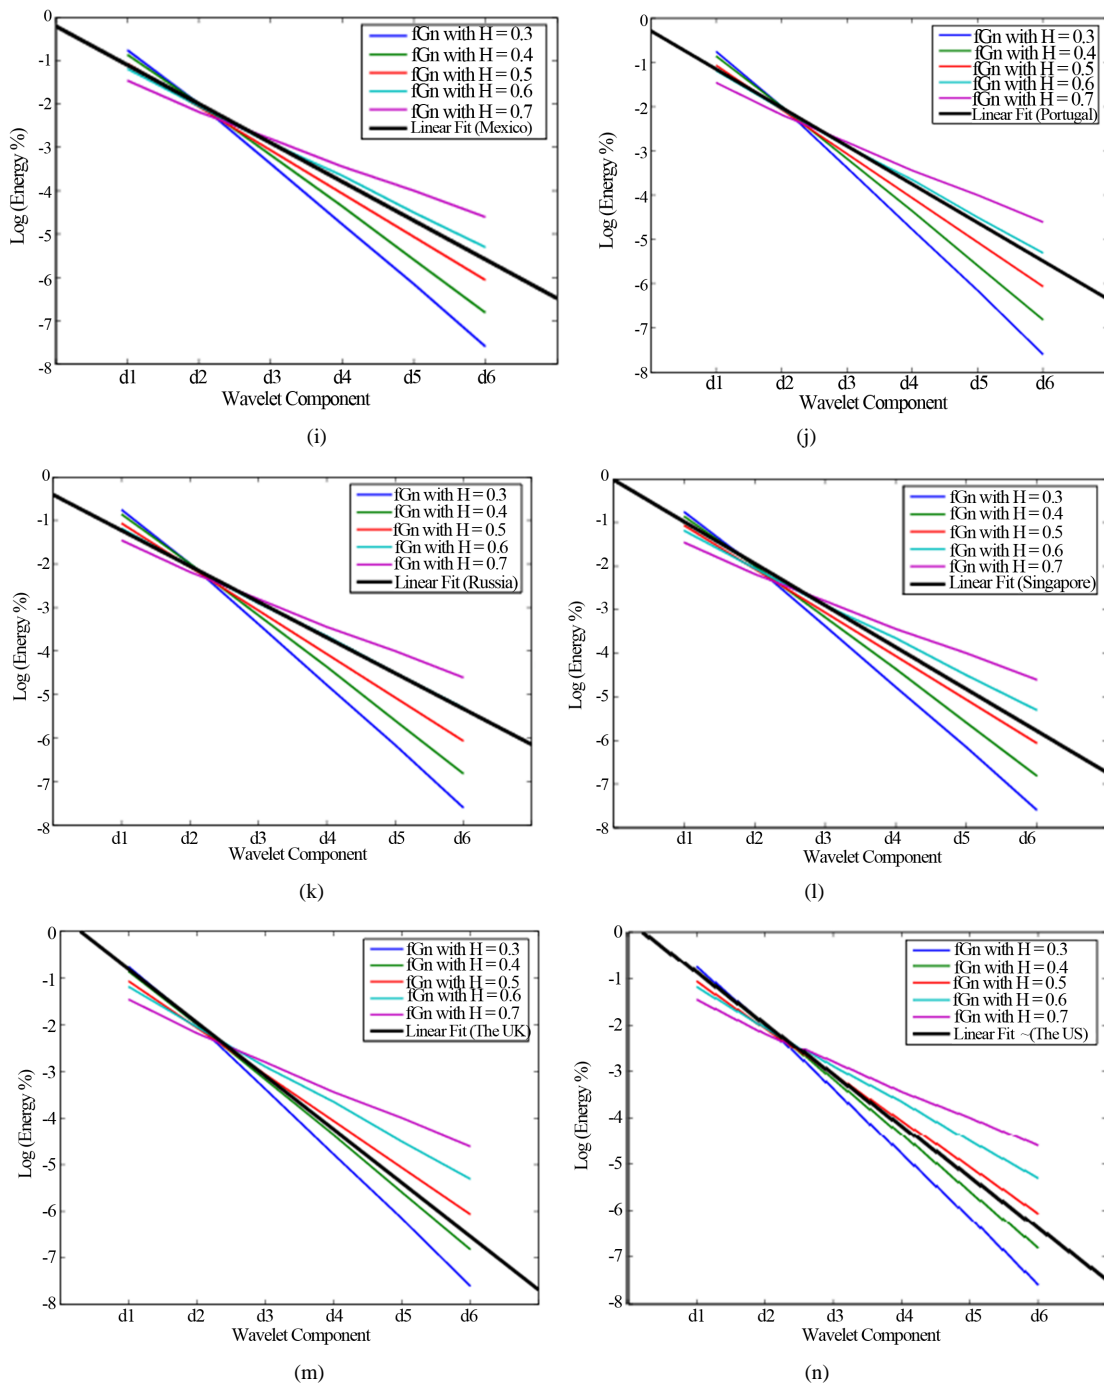 0
-1
-2
-3
-4
-5
-6
-7
-8
Log (Energy %)
fGn with H = 0.3
fGn with H = 0.4
fGn with H = 0.5
fGn with H = 0.6
fGn with H = 0.7
Linear Fit (Mexico)
d1 d2 d3 d4 d5 d6
Wavelet Component
(i)
0
-1
-2
-3
-4
-5
-6
-7
-8
Log (Energy %)
fGn with H = 0.3
fGn with H = 0.4
fGn with H = 0.5
fGn with H = 0.6
fGn with H = 0.7
Linear Fit (Portugal)
d1 d2 d3 d4 d5 d6
Wavelet Component
(j)
0
-1
-2
-3
-4
-5
-6
-7
-8
Log (Energy %)
fGn with H = 0.3
fGn with H = 0.4
fGn with H = 0.5
fGn with H = 0.6
fGn with H = 0.7
Linear Fit (Russia)
d1 d2 d3 d4 d5 d6
Wavelet Component
(k)
0
-1
-2
-3
-4
-5
-6
-7
-8
Log (Energy %)
fGn with H = 0.3
fGn with H = 0.4
fGn with H = 0.5
fGn with H = 0.6
fGn with H = 0.7
Linear Fit (Singapore)
d1 d2 d3 d4 d5 d6
Wavelet Component
(l)
0
-1
-2
-3
-4
-5
-6
-7
-8
Log (Energy %)
fGn with H = 0.3
fGn with H = 0.4
fGn with H = 0.5
fGn with H = 0.6
fGn with H = 0.7
Linear Fit (The UK)
d1 d2 d3 d4 d5 d6
Wavelet Component
(m)
0
-1
-2
-3
-4
-5
-6
-7
-8
Log (Energy %)
fGn with H = 0.3
fGn with H = 0.4
fGn with H = 0.5
fGn with H = 0.6
fGn with H = 0.7
Linear Fit ~(The US)
d1 d2 d3 d4 d5 d6
Wavelet Component
(n)